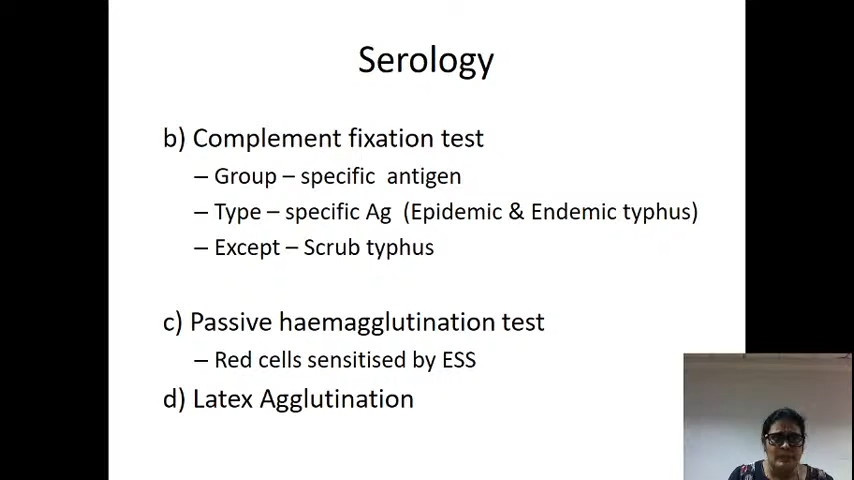 Serology
b) Complement fixation test
– Group – specific antigen
– Type – specific Ag (Epidemic & Endemic typhus)
– Except – Scrub typhus
c) Passive haemagglutination test
– Red cells sensitised by ESS
d) Latex Agglutination